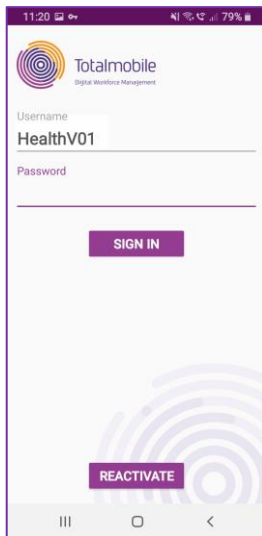 11:20 79%
Totalmobile
Digital Workforce Management
Username
HealthV01
Password
SIGN IN
REACTIVATE